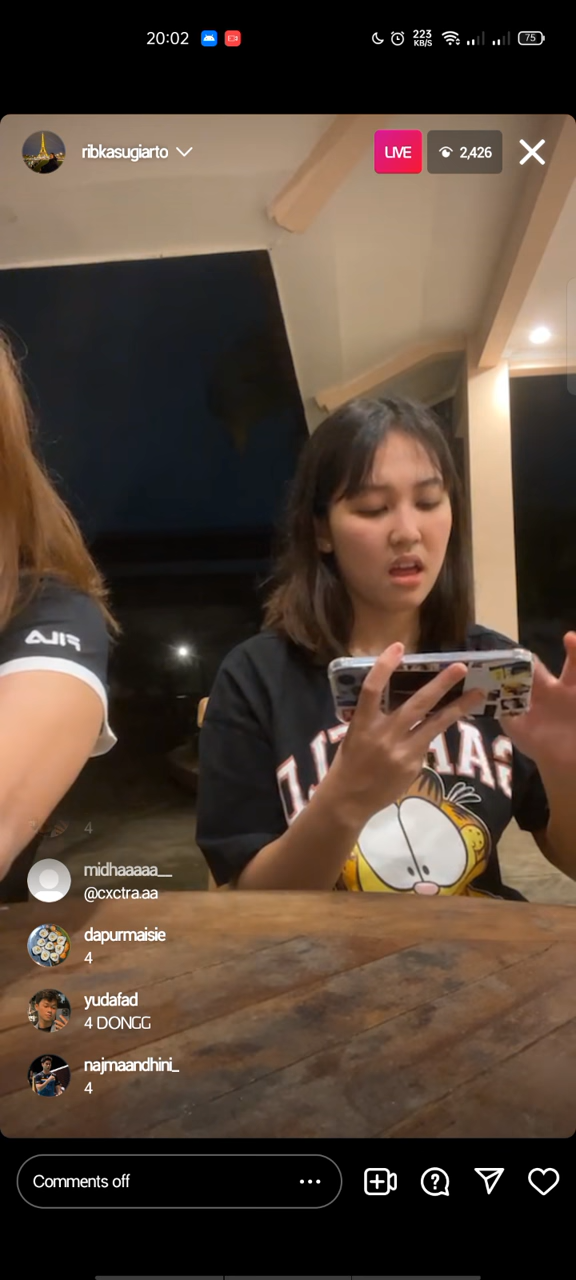 20:02
223
KB/S
75
ribkasugiarto
LIVE
2,426
FILA
4
midhaaaaa__
@cxctra.aa
dapurmaisie
4
yudafad
4 DONGG
najmaandhini_
4
Comments off